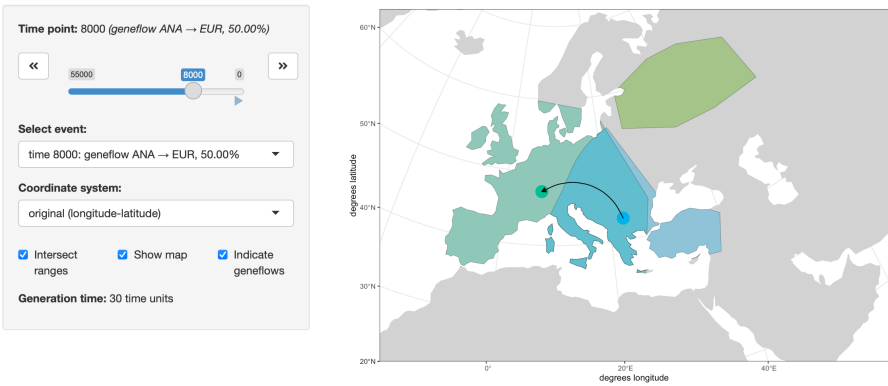 Time point: 8000 (geneflow ANA → EUR, 50.00%)
«
»
55000
8000
0
Select event:
time 8000: geneflow ANA → EUR, 50.00%
Coordinate system:
original (longitude-latitude)
Intersect ranges
Show map
Indicate geneflows
Generation time: 30 time units
60°N
50°N
40°N
30°N
20°N
degrees latitude
0°
20°E
40°E
degrees longitude